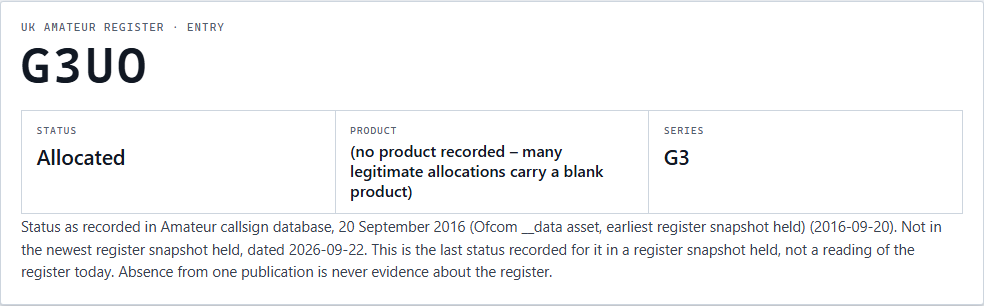 UK AMATEUR REGISTER · ENTRY
G3UO
STATUS
Allocated
PRODUCT
(no product recorded – many
legitimate allocations carry a blank
product)
SERIES
G3
Status as recorded in Amateur callsign database, 20 September 2016 (Ofcom __data asset, earliest register snapshot held) (2016-09-20). Not in
the newest register snapshot held, dated 2026-09-22. This is the last status recorded for it in a register snapshot held, not a reading of the
register today. Absence from one publication is never evidence about the register.